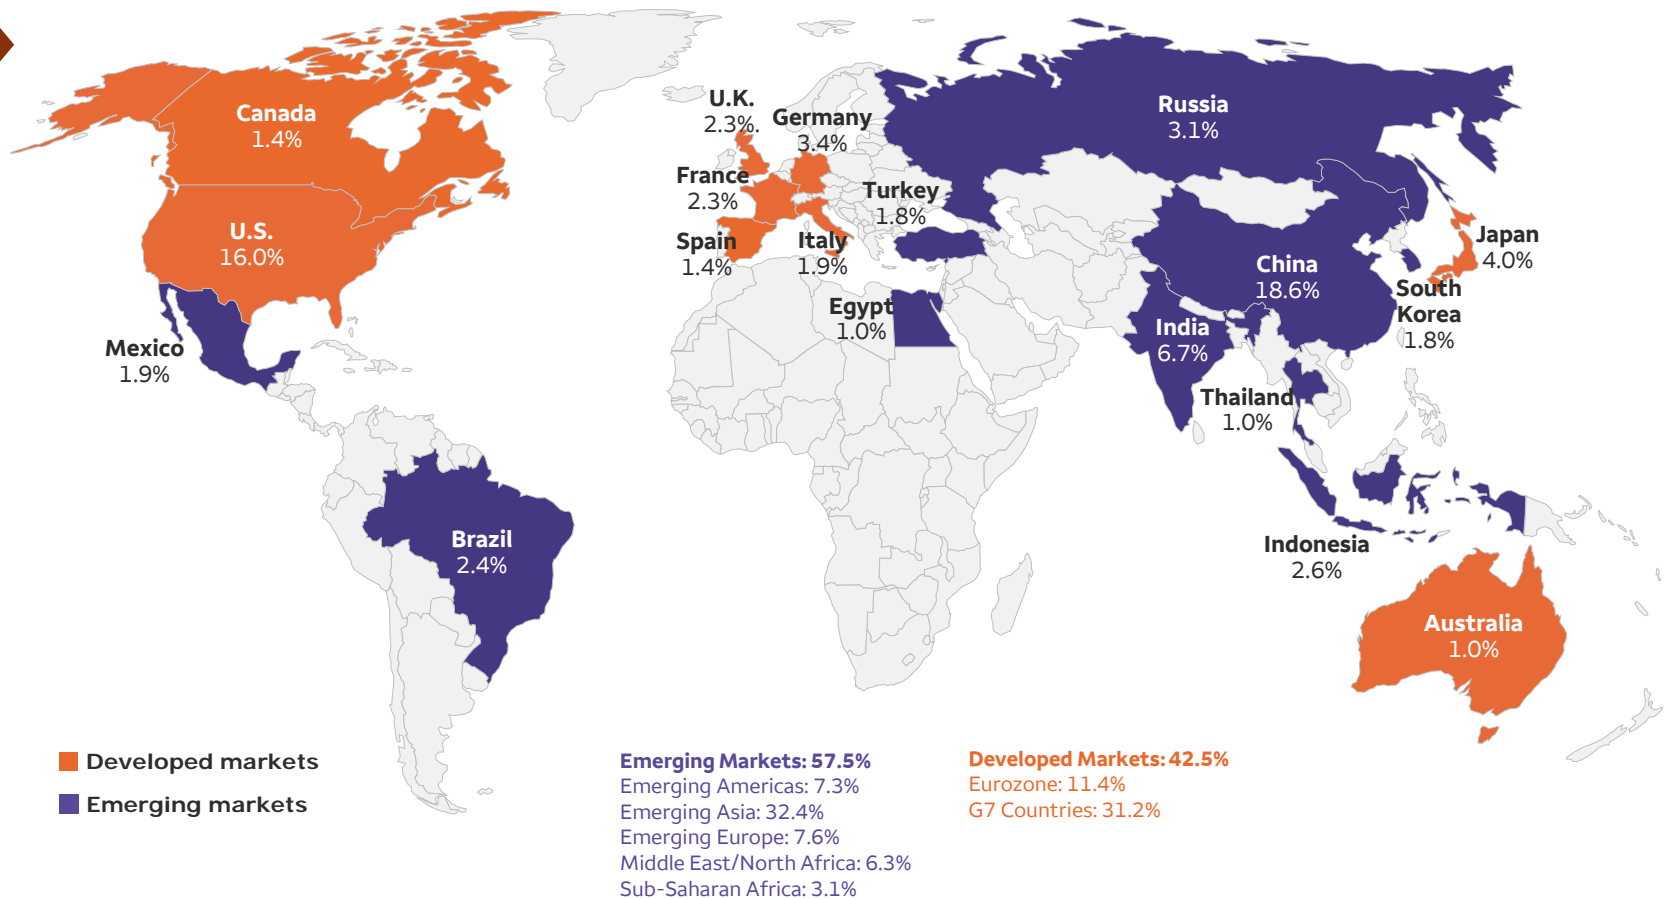 Canada
1.4%
U.S.
16.0%
Mexico
1.9%
Brazil
2.4%
U.K.
2.3%.
Germany
3.4%
France
2.3%
Spain
1.4%
Italy
1.9%
Turkey
1.8%
Egypt
1.0%
Russia
3.1%
China
18.6%
India
6.7%
Thailand
1.0%
Japan
4.0%
South
Korea
1.8%
Indonesia
2.6%
Australia
1.0%
Developed markets
Emerging markets
Emerging Markets: 57.5%
Emerging Americas: 7.3%
Emerging Asia: 32.4%
Emerging Europe: 7.6%
Middle East/North Africa: 6.3%
Sub-Saharan Africa: 3.1%
Developed Markets: 42.5%
Eurozone: 11.4%
G7 Countries: 31.2%